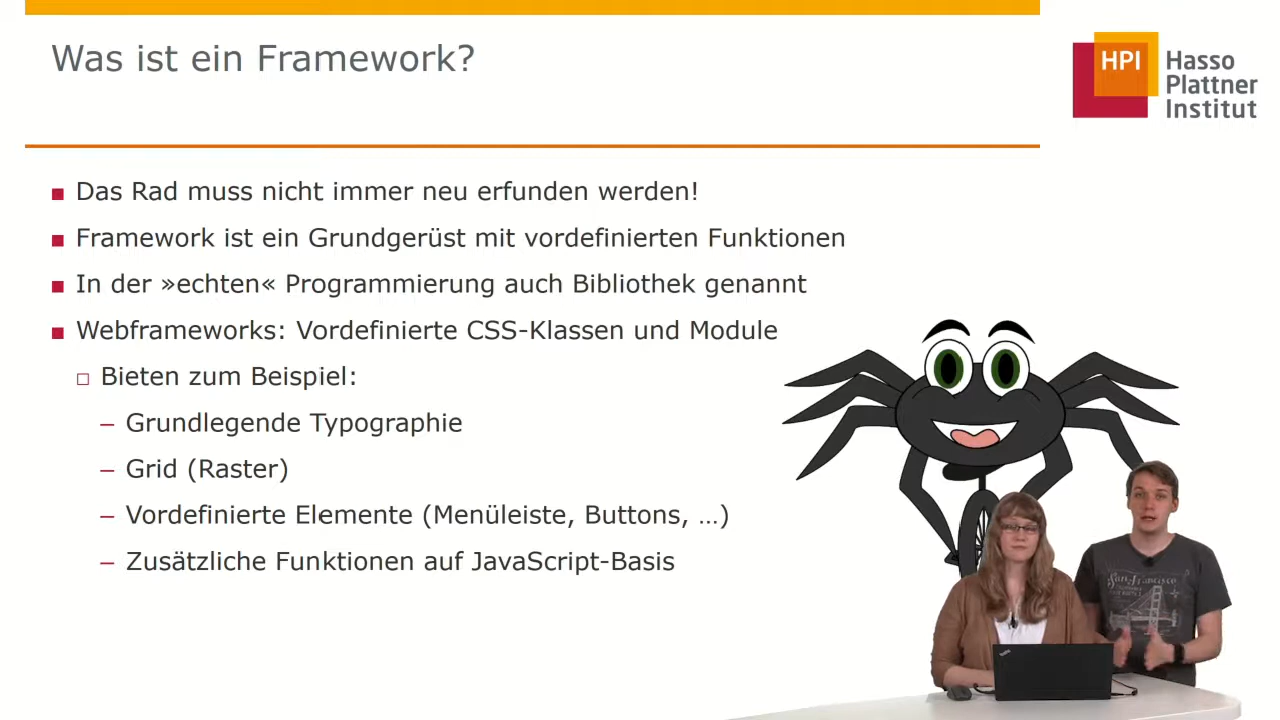 Was ist ein Framework?
HPI
Hasso
Plattner
Institut
Das Rad muss nicht immer neu erfunden werden!
Framework ist ein Grundgerüst mit vordefinierten Funktionen
In der »echten« Programmierung auch Bibliothek genannt
Webframeworks: Vordefinierte CSS-Klassen und Module
Bieten zum Beispiel:
– Grundlegende Typographie
– Grid (Raster)
– Vordefinierte Elemente (Menüleiste, Buttons, …)
– Zusätzliche Funktionen auf JavaScript-Basis
San Francisco